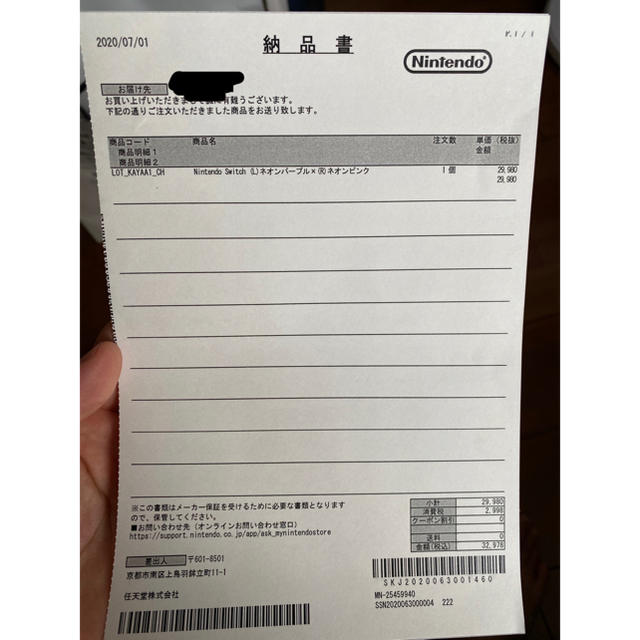 2020/07/01
納品書
P. 1 / 1
Nintendo
お届け先
お買い上げいただきまして誠に有難うございます。
下記の通りご注文いただきました商品をお送り致します。
商品コード 商品名 注文数 単価(税抜)
商品明細1 金額
商品明細2
LOT_KAYAA1_CH Nintendo Switch (L)ネオンパープル×(R)ネオンピンク 1個 29,980
29,980
※この書類はメーカー保証を受けるために必要な書類となります
ので、保管してください。
■お問い合わせ先(オンラインお問い合わせ窓口)
https://support.nintendo.co.jp/app/ask_mynintendostore
小計 29,980
消費税 2,998
クーポン割引 0
送料 0
金額(税込) 32,978
差出人 〒601-8501
京都市南区上鳥羽鉾立町11-1
任天堂株式会社
SKJ2020063001460
MN-25459940
SSN2020063000004 222